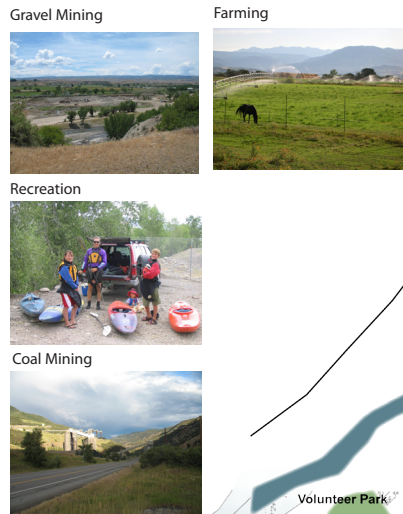 Gravel Mining
Farming
Recreation
Coal Mining
Volunteer Park